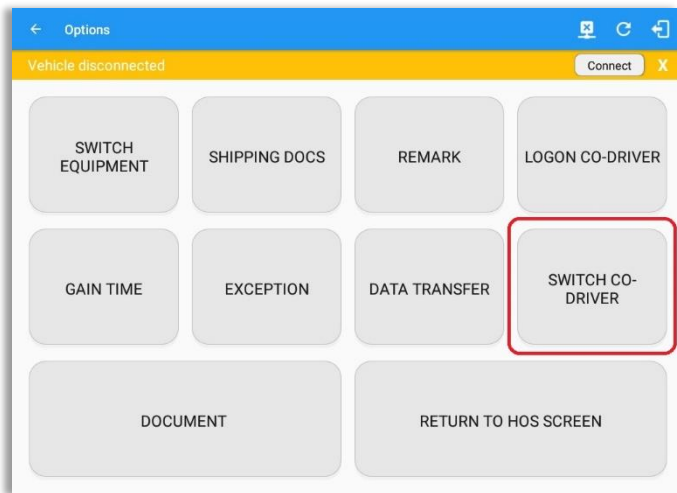 Options
Vehicle disconnected
Connect
X
SWITCH
EQUIPMENT
SHIPPING DOCS
REMARK
LOGON CO-DRIVER
GAIN TIME
EXCEPTION
DATA TRANSFER
SWITCH CO-
DRIVER
DOCUMENT
RETURN TO HOS SCREEN